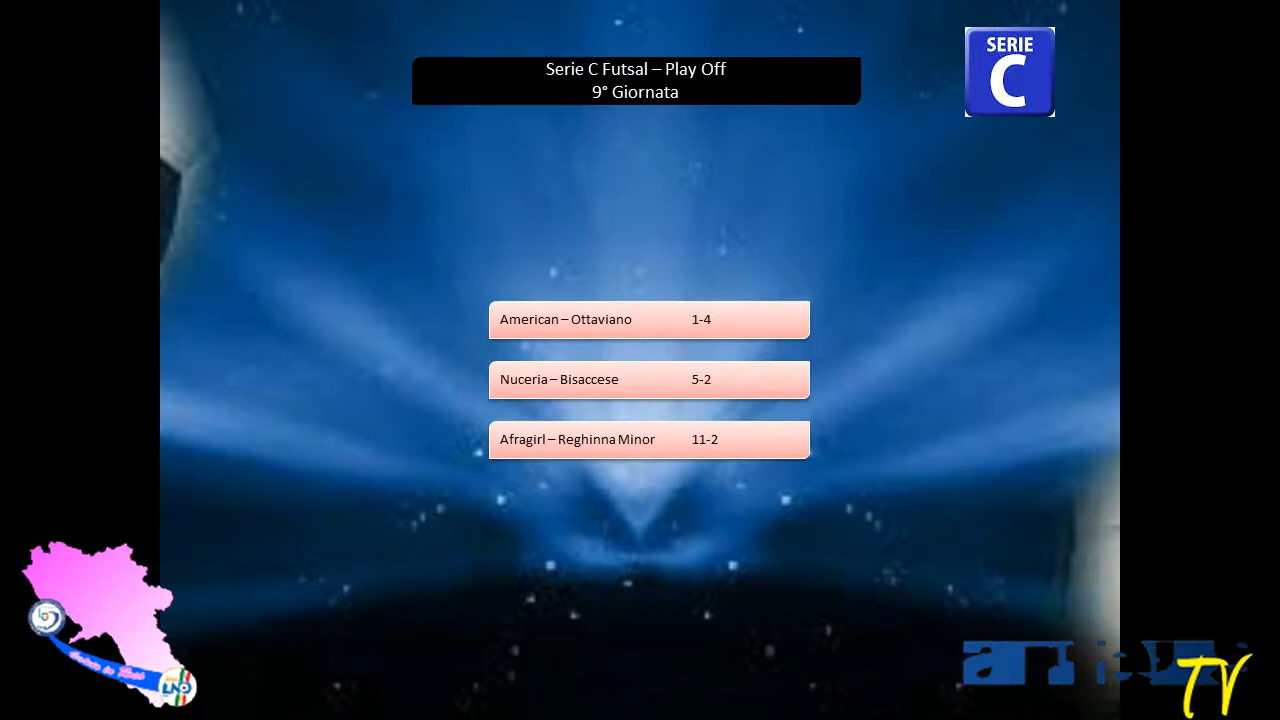 SERIE
C
Serie C Futsal – Play Off
9° Giornata
American – Ottaviano 1-4
Nuceria – Bisaccese 5-2
Afragirl – Reghinna Minor 11-2
LND
TV